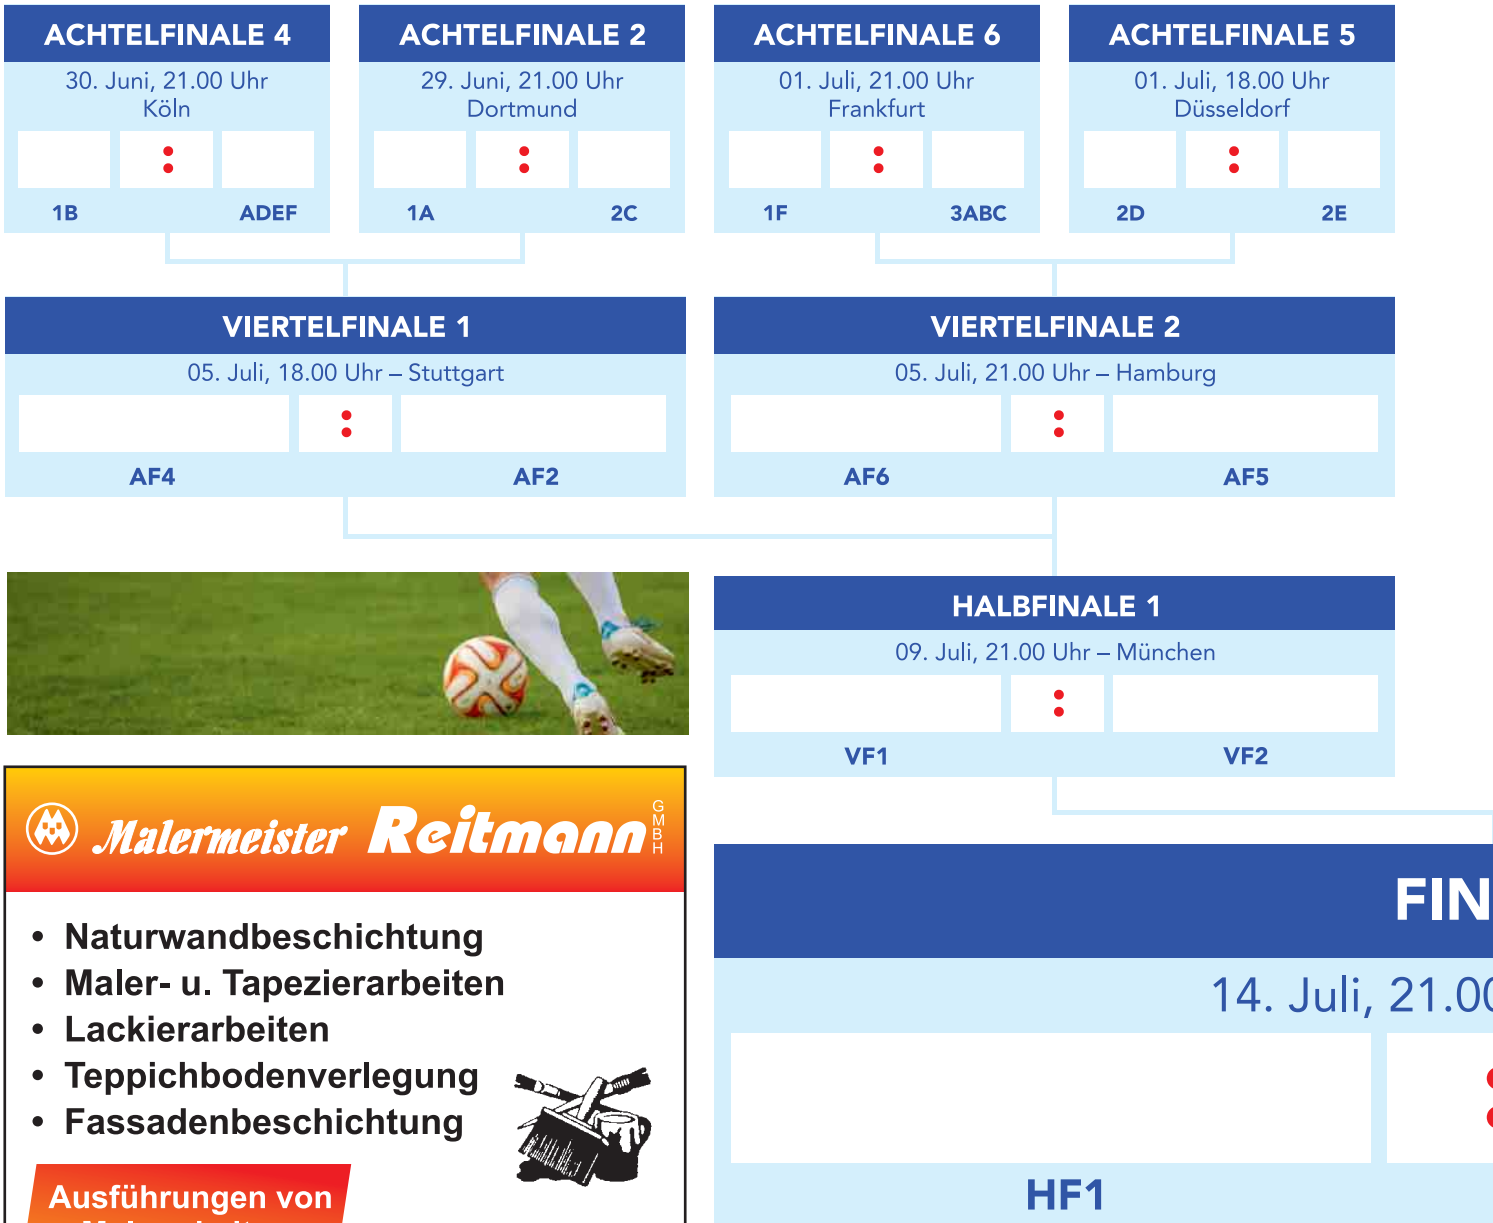 ACHTELFINALE 4
30. Juni, 21.00 Uhr
Köln
:
1B ADEF
ACHTELFINALE 2
29. Juni, 21.00 Uhr
Dortmund
:
1A 2C
ACHTELFINALE 6
01. Juli, 21.00 Uhr
Frankfurt
:
1F 3ABC
ACHTELFINALE 5
01. Juli, 18.00 Uhr
Düsseldorf
:
2D 2E
VIERTELFINALE 1
05. Juli, 18.00 Uhr – Stuttgart
:
AF4 AF2
VIERTELFINALE 2
05. Juli, 21.00 Uhr – Hamburg
:
AF6 AF5
HALBFINALE 1
09. Juli, 21.00 Uhr – München
:
VF1 VF2
Malermeister Reitmann GMBH
• Naturwandbeschichtung
• Maler- u. Tapezierarbeiten
• Lackierarbeiten
• Teppichbodenverlegung
• Fassadenbeschichtung
Ausführungen von
FIN
14. Juli, 21.00
:
HF1